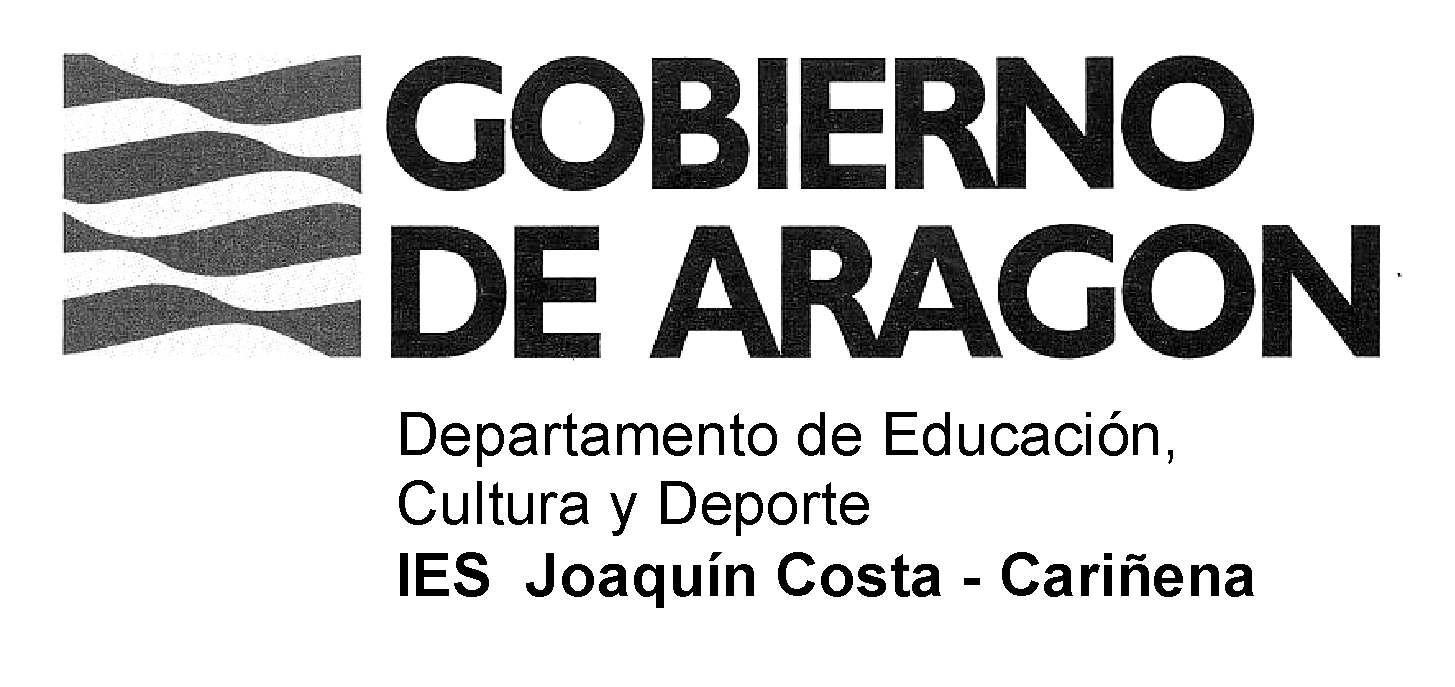 GOBIERNO
DE ARAGON
Departamento de Educación,
Cultura y Deporte
IES Joaquín Costa - Cariñena